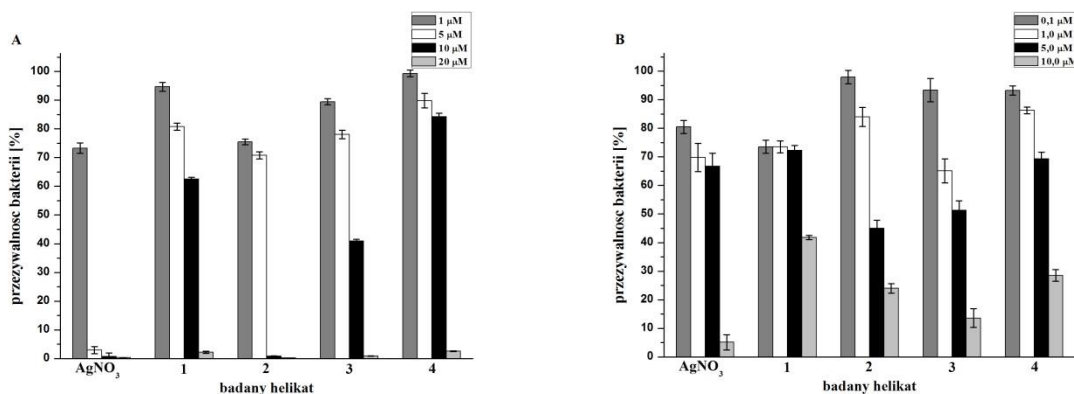 A
1 μM
5 μM
10 μM
20 μM
100
90
80
70
60
50
40
30
20
10
0
przezywalnosc bakterii [%]
AgNO₃ 1 2 3 4
badany helikat
B
0,1 μM
1,0 μM
5,0 μM
10,0 μM
100
90
80
70
60
50
40
30
20
10
0
przezywalnosc bakterii [%]
AgNO₃ 1 2 3 4
badany helikat